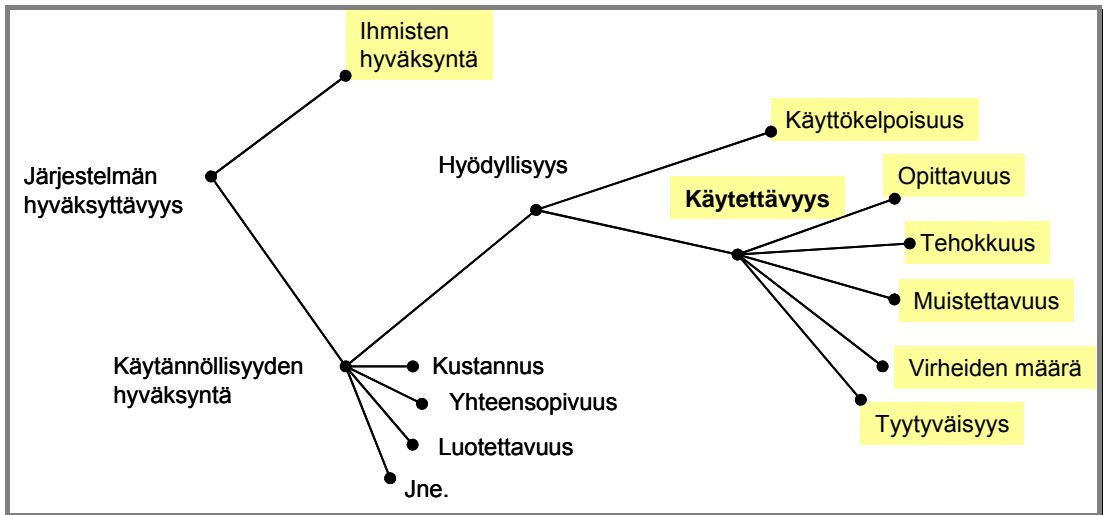 Ihmisten
hyväksyntä
Käyttökelpoisuus
Hyödyllisyys
Järjestelmän
hyväksyttävyys
Opittavuus
Käytettävyys
Tehokkuus
Muistettavuus
Käytännöllisyyden
hyväksyntä
Kustannus
Virheiden määrä
Yhteensopivuus
Tyytyväisyys
Luotettavuus
Jne.